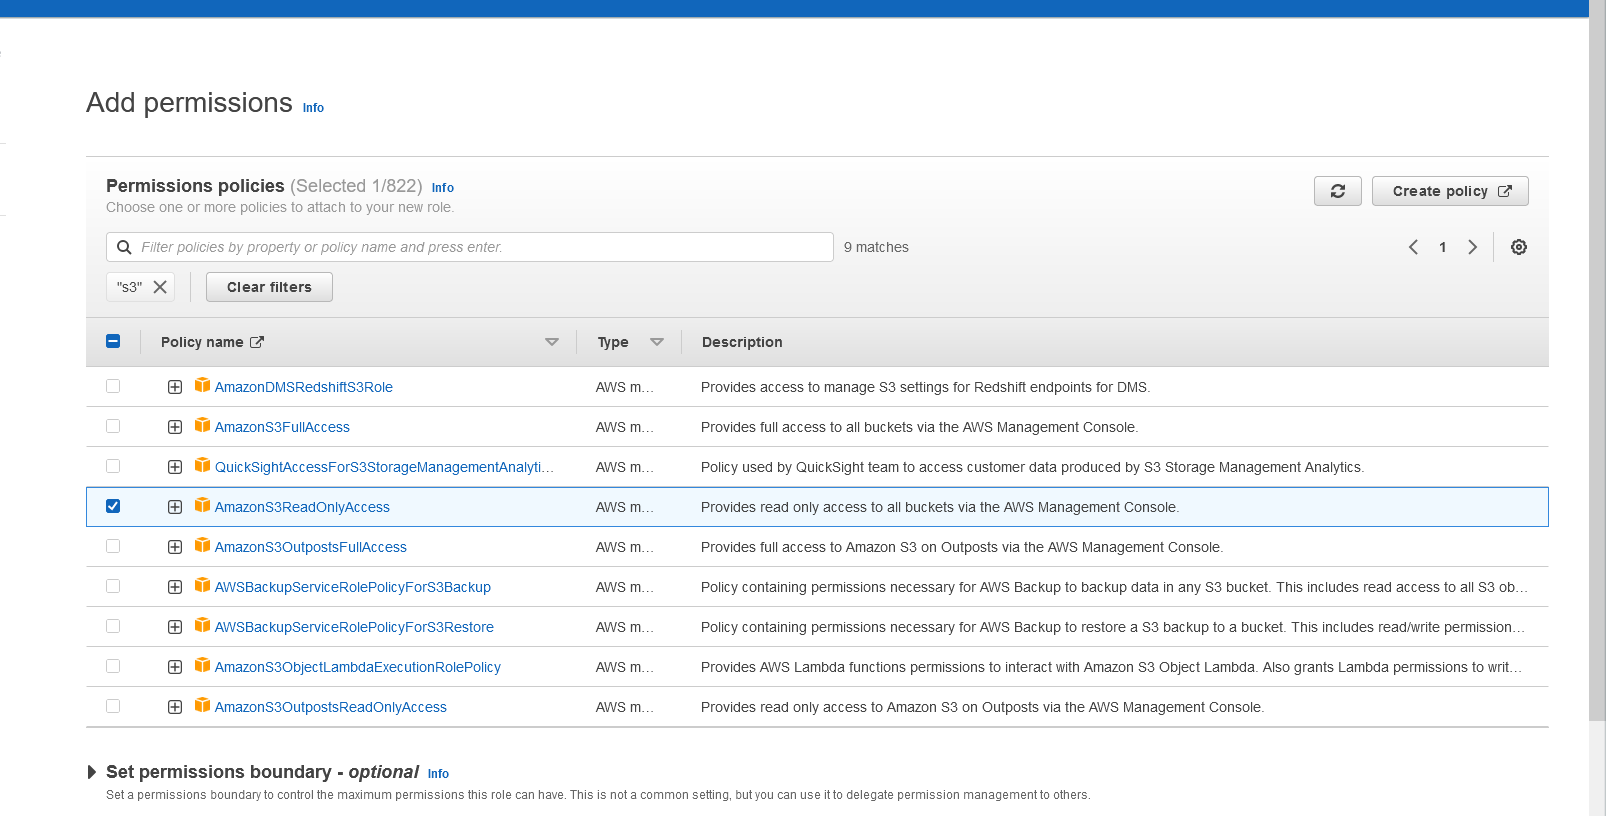 Add permissions Info
Permissions policies (Selected 1/822) Info
Choose one or more policies to attach to your new role.
Create policy
Filter policies by property or policy name and press enter.
9 matches
1
"s3"
Clear filters
Policy name Type Description
AmazonDMSRedshiftS3Role AWS m... Provides access to manage S3 settings for Redshift endpoints for DMS.
AmazonS3FullAccess AWS m... Provides full access to all buckets via the AWS Management Console.
QuickSightAccessForS3StorageManagementAnalyti... AWS m... Policy used by QuickSight team to access customer data produced by S3 Storage Management Analytics.
AmazonS3ReadOnlyAccess AWS m... Provides read only access to all buckets via the AWS Management Console.
AmazonS3OutpostsFullAccess AWS m... Provides full access to Amazon S3 on Outposts via the AWS Management Console.
AWSBackupServiceRolePolicyForS3Backup AWS m... Policy containing permissions necessary for AWS Backup to backup data in any S3 bucket. This includes read access to all S3 ob...
AWSBackupServiceRolePolicyForS3Restore AWS m... Policy containing permissions necessary for AWS Backup to restore a S3 backup to a bucket. This includes read/write permission...
AmazonS3ObjectLambdaExecutionRolePolicy AWS m... Provides AWS Lambda functions permissions to interact with Amazon S3 Object Lambda. Also grants Lambda permissions to writ...
AmazonS3OutpostsReadOnlyAccess AWS m... Provides read only access to Amazon S3 on Outposts via the AWS Management Console.
Set permissions boundary - optional Info
Set a permissions boundary to control the maximum permissions this role can have. This is not a common setting, but you can use it to delegate permission management to others.